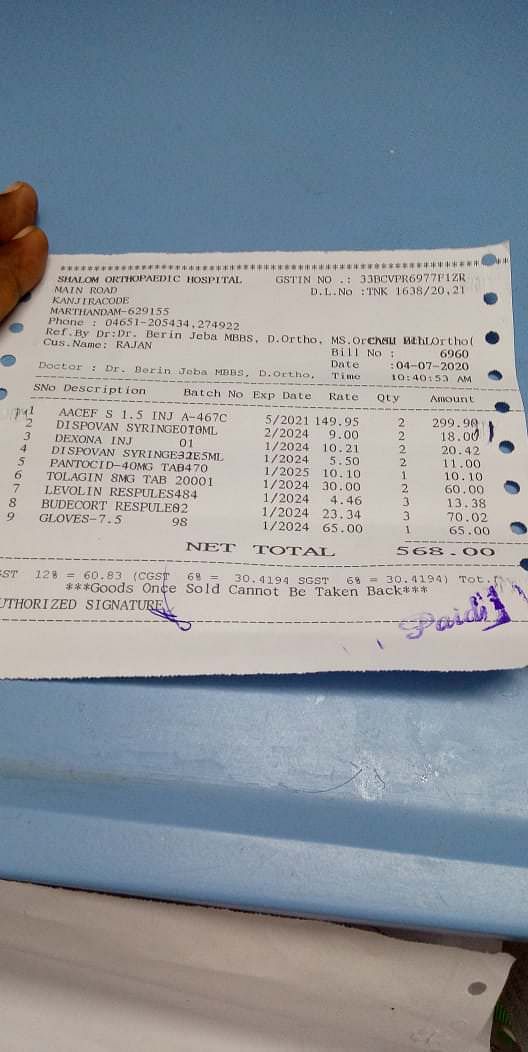 SHALOM ORTHOPAEDIC HOSPITAL GSTIN NO .: 33BCVPR6977F1ZR
MAIN ROAD D.L.No :TNK 1638/20,21
KANJIRACODE
MARTHANDAM-629155
Phone : 04651-205434,274922
Ref.By Dr:Dr. Berin Jeba MBBS, D.Ortho, MS.Ortho(
Cus.Name: RAJAN Bill No : 6960
Date :04-07-2020
Doctor : Dr. Berin Jeba MBBS, D.Ortho, Time 10:40:53 AM
SNo Description Batch No Exp Date Rate Qty Amount
1 AACEF S 1.5 INJ A-467C 5/2021 149.95 2 299.90
2 DISPOVAN SYRINGE 10ML 2/2024 9.00 2 18.00
3 DEXONA INJ 01 1/2024 10.21 2 20.42
4 DISPOVAN SYRINGE 5ML 1/2024 5.50 2 11.00
5 PANTOCID-40MG TAB 0470 1/2025 10.10 1 10.10
6 TOLAGIN 8MG TAB 20001 1/2024 30.00 2 60.00
7 LEVOLIN RESPULES 484 1/2024 4.46 3 13.38
8 BUDECORT RESPULES 82 1/2024 23.34 3 70.02
9 GLOVES-7.5 98 1/2024 65.00 1 65.00
NET TOTAL 568.00
GST 12% = 60.83 (CGST 6% = 30.4194 SGST 6% = 30.4194) Tot.
***Goods Once Sold Cannot Be Taken Back***
UTHORIZED SIGNATURE
Paid